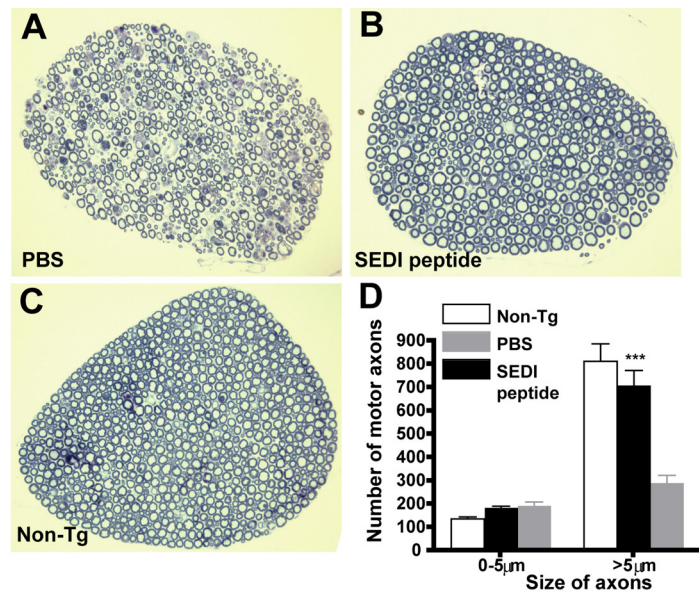 A
PBS
B
SEDI peptide
C
Non-Tg
D
Non-Tg
PBS
SEDI
peptide
Number of motor axons
900
800
700
600
500
400
300
200
100
0
***
0-5µm
>5µm
Size of axons